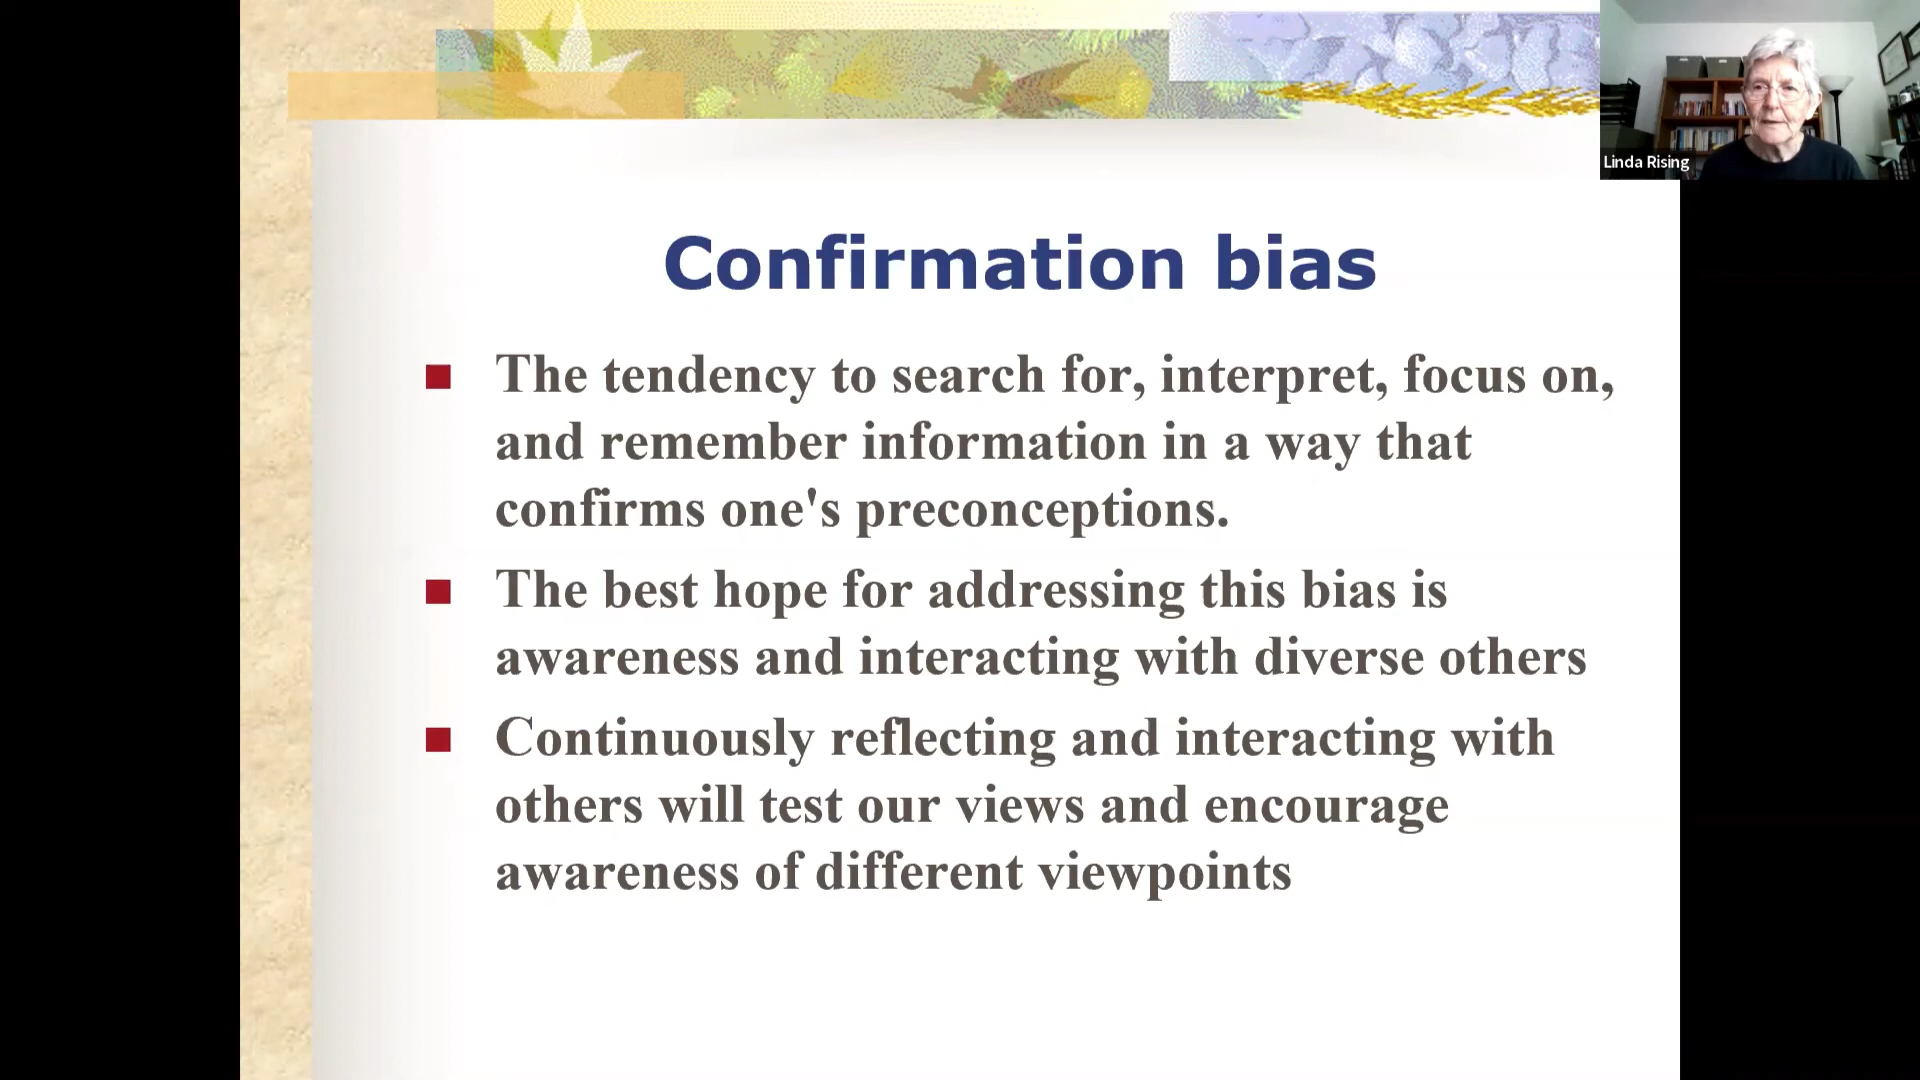 Linda Rising
Confirmation bias
The tendency to search for, interpret, focus on,
and remember information in a way that
confirms one's preconceptions.
The best hope for addressing this bias is
awareness and interacting with diverse others
Continuously reflecting and interacting with
others will test our views and encourage
awareness of different viewpoints